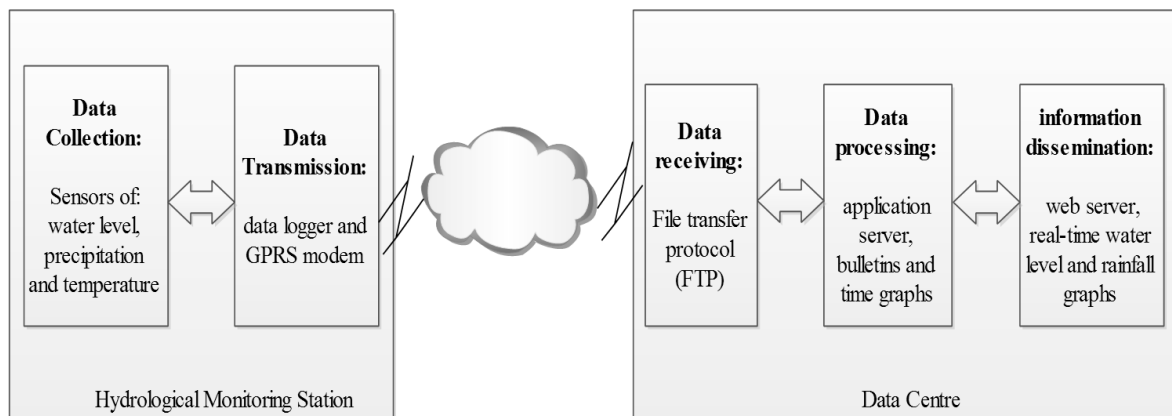 Data
Collection:
Sensors of:
water level,
precipitation
and temperature
Data
Transmission:
data logger and
GPRS modem
Hydrological Monitoring Station
Data
receiving:
File transfer
protocol
(FTP)
Data
processing:
application
server,
bulletins and
time graphs
information
dissemination:
web server,
real-time water
level and rainfall
graphs
Data Centre